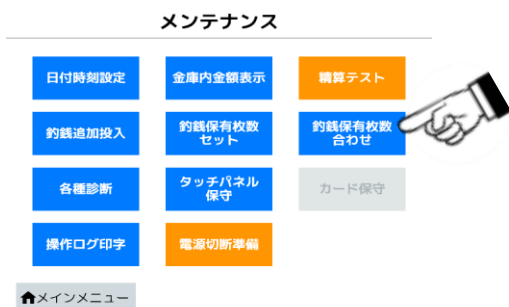 メンテナンス
日付時刻設定 金庫内金額表示 精算テスト
釣銭追加投入 釣銭保有枚数
セット 釣銭保有枚数
合わせ
各種診断 タッチパネル
保守 カード保守
操作ログ印字 電源切断準備
メインメニュー